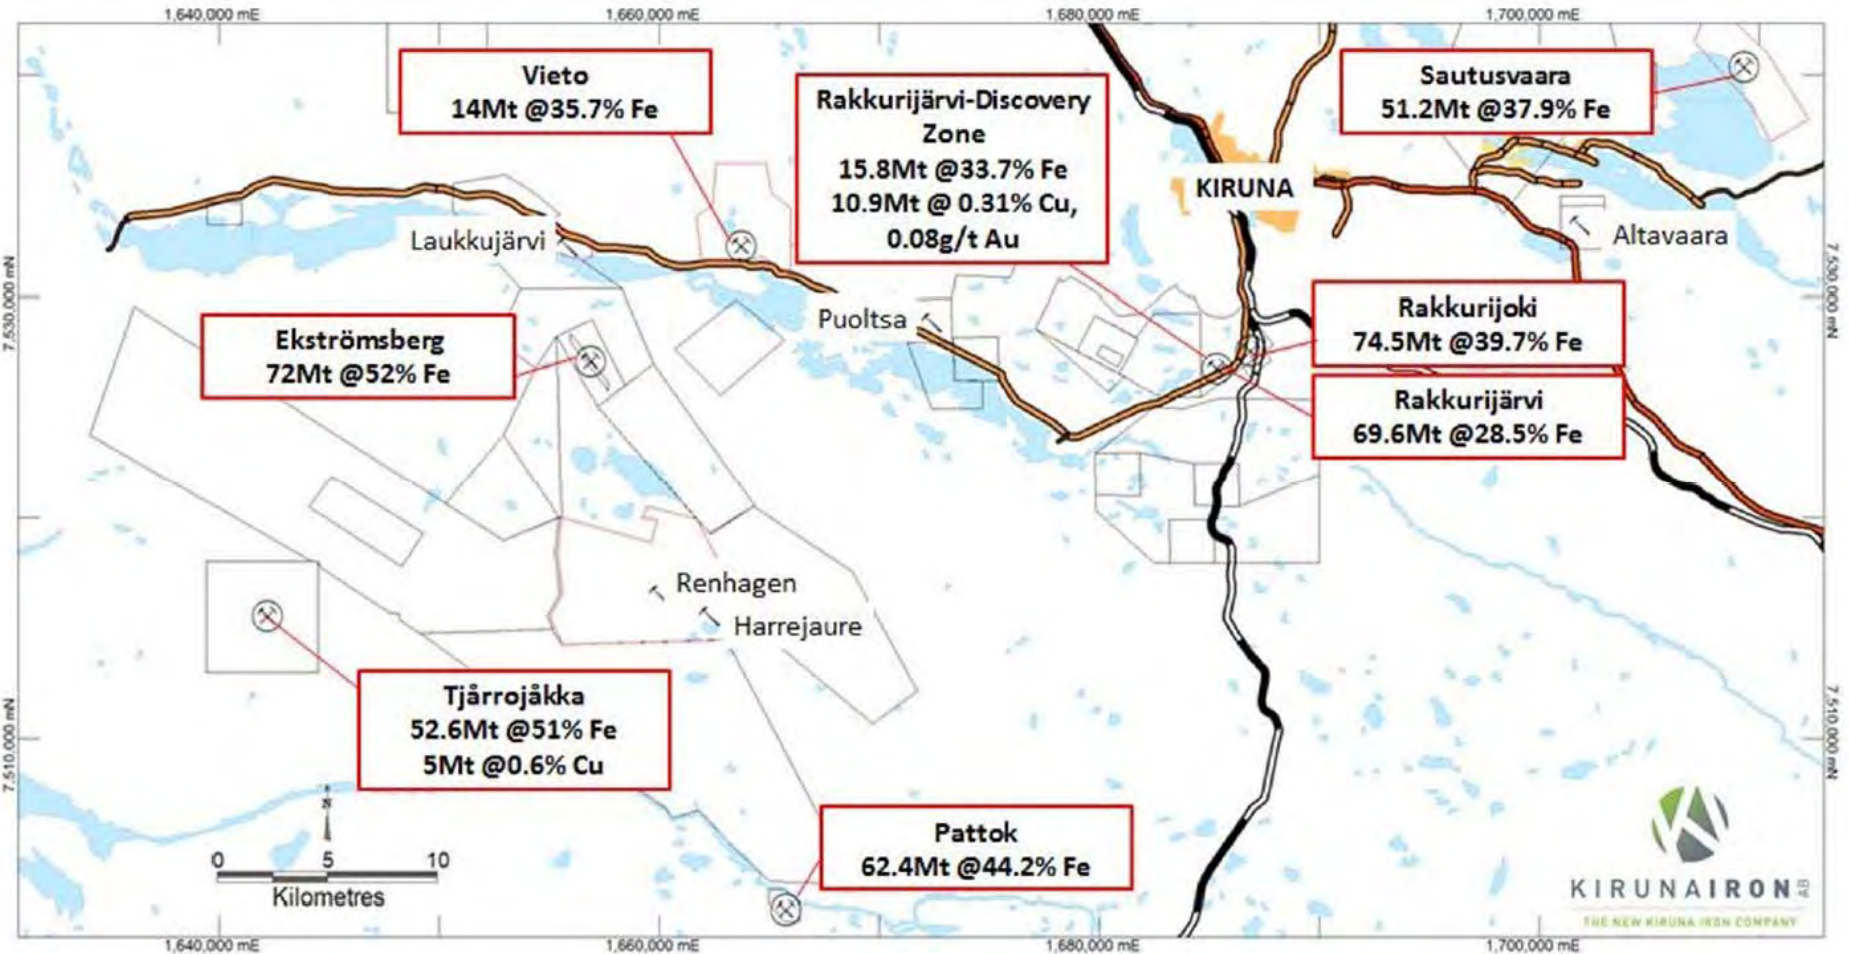 1,640,000 mE
1,660,000 mE
1,680,000 mE
1,700,000 mE
Vieto
14Mt @35.7% Fe
Rakkurijärvi-Discovery
Zone
15.8Mt @33.7% Fe
10.9Mt @ 0.31% Cu,
0.08g/t Au
Sautusvaara
51.2Mt @37.9% Fe
KIRUNA
Laukkujärvi
Altavaara
7,530,000 mN
7,530,000 mN
Ekströmsberg
72Mt @52% Fe
Puoltsa
Rakkurijoki
74.5Mt @39.7% Fe
Rakkurijärvi
69.6Mt @28.5% Fe
Renhagen
Harrejaure
Tjårrojåkka
52.6Mt @51% Fe
5Mt @0.6% Cu
7,510,000 mN
7,510,000 mN
N
Pattok
62.4Mt @44.2% Fe
0 5 10
Kilometres
KIRUNAIRON AB
THE NEW KIRUNA IRON COMPANY
1,640,000 mE
1,660,000 mE
1,680,000 mE
1,700,000 mE